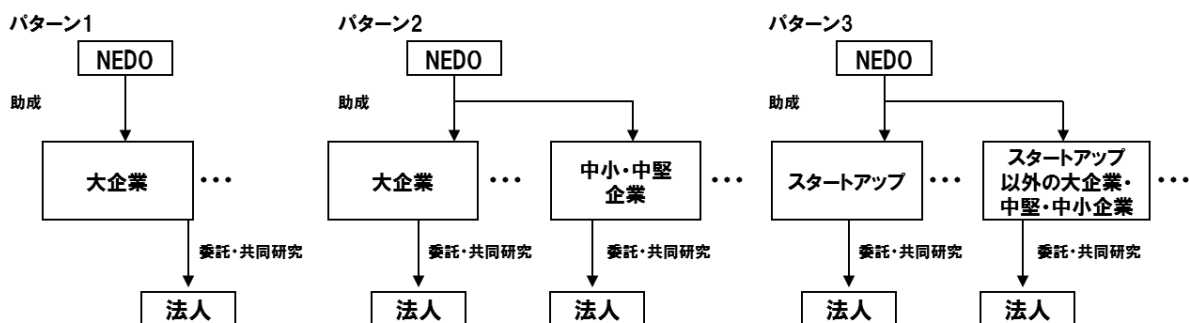 パターン1
NEDO
助成
大企業
・・・
委託・共同研究
法人
パターン2
NEDO
助成
大企業
・・・
中小・中堅
企業
・・・
委託・共同研究
委託・共同研究
法人
法人
パターン3
NEDO
助成
スタートアップ
・・・
スタートアップ
以外の大企業・
中堅・中小企業
・・・
委託・共同研究
委託・共同研究
法人
法人